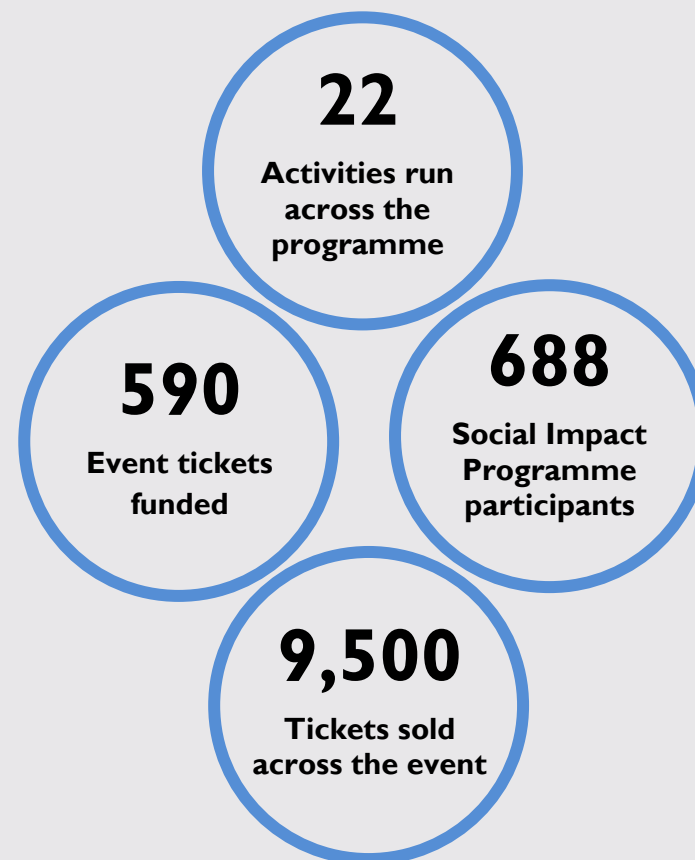 22
Activities run
across the
programme
590
Event tickets
funded
688
Social Impact
Programme
participants
9,500
Tickets sold
across the event